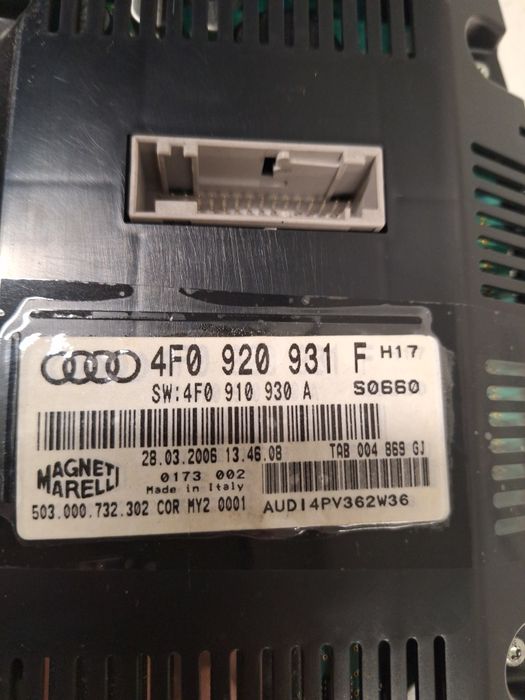 4F0 920 931 F H17
SW:4F0 910 930 A S0660
28.03.2006 13.46.08 TAB 004 869 GJ
MAGNETI
MARELLI
0173 002
Made in Italy
503.000.732.302 COR MY2 0001
AUDI4PV362W36